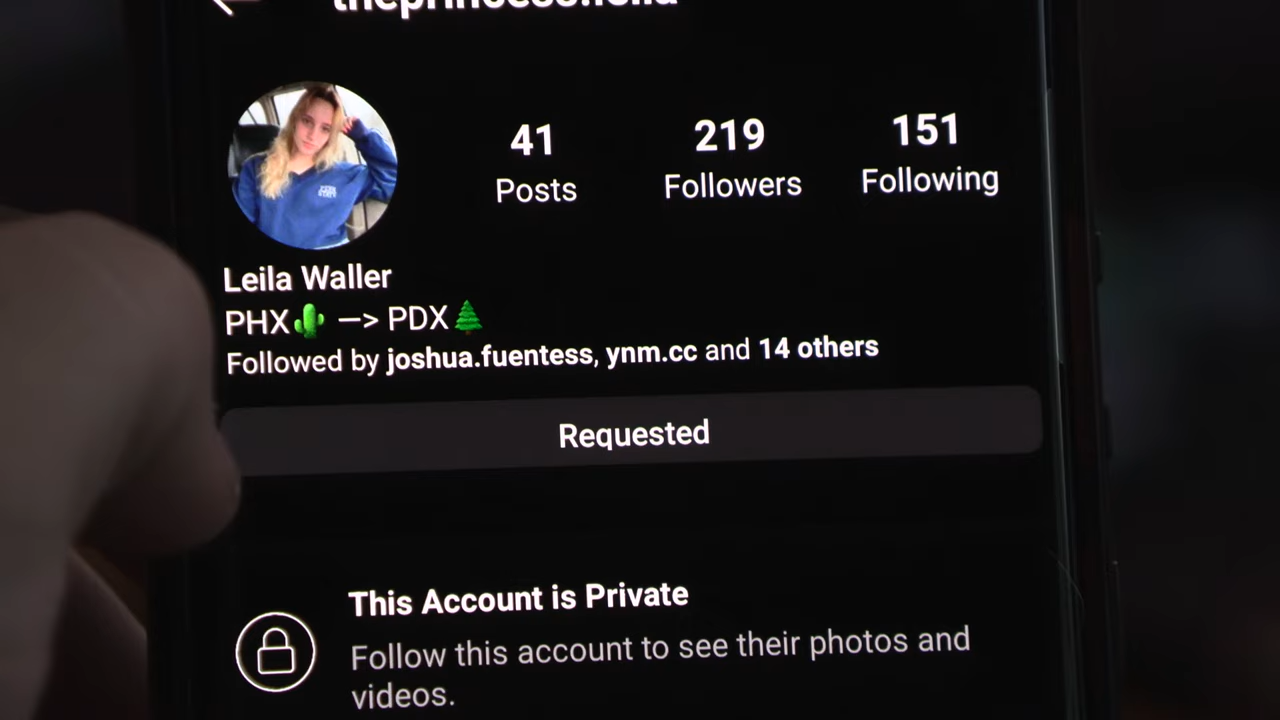 41
Posts
219
Followers
151
Following
Leila Waller
PHX🌵 —> PDX🌲
Followed by joshua.fuentess, ynm.cc and 14 others
Requested
This Account is Private
Follow this account to see their photos and
videos.